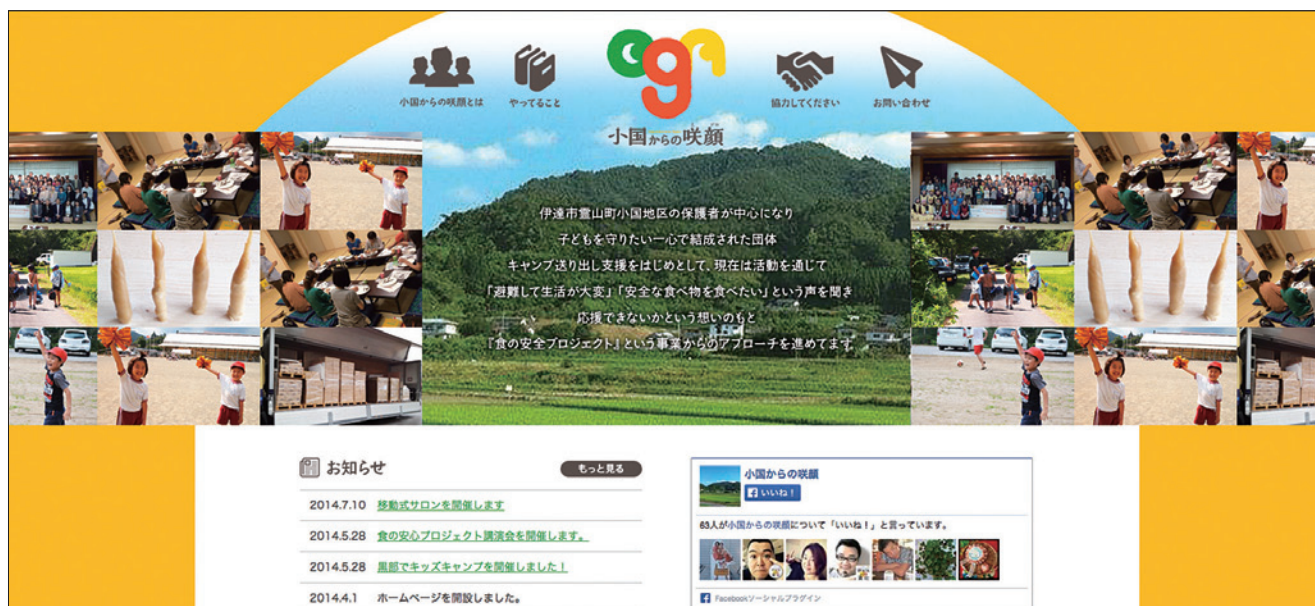 小国からの咲顔とは
やってること
oga
小国からの咲顔
協力してください
お問い合わせ
伊達市霊山町小国地区の保護者が中心になり
子どもを守りたい一心で結成された団体
キャンプ送り出し支援をはじめとして、現在は活動を通じて
「避難して生活が大変」「安全な食べ物を食べたい」という声を聞き
応援できないかという想いのもと
『食の安全プロジェクト』という事業からのアプローチを進めてます。
お知らせ
もっと見る
2014.7.10 移動式サロンを開催します
2014.5.28 食の安心プロジェクト講演会を開催します。
2014.5.28 黒部でキッズキャンプを開催しました！
2014.4.1 ホームページを開設しました。
小国からの咲顔
いいね！
63人が小国からの咲顔について「いいね！」と言っています。
Facebookソーシャルプラグイン